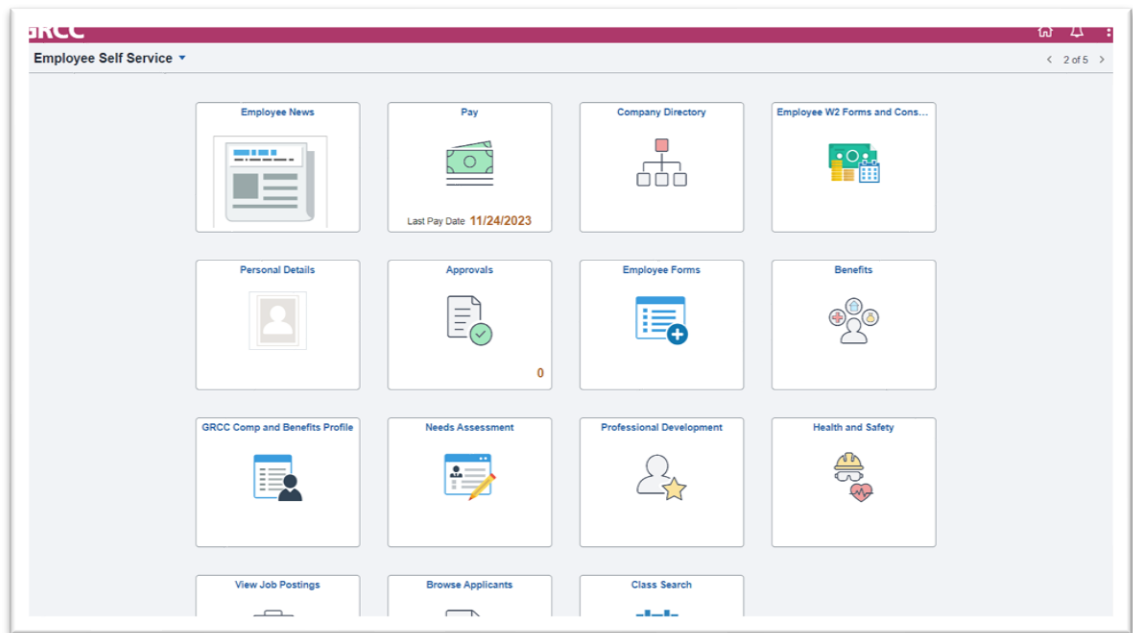 GRCC
Employee Self Service
2 of 5
Employee News
Pay
Company Directory
Employee W2 Forms and Cons...
Last Pay Date 11/24/2023
Personal Details
Approvals
Employee Forms
Benefits
0
GRCC Comp and Benefits Profile
Needs Assessment
Professional Development
Health and Safety
View Job Postings
Browse Applicants
Class Search